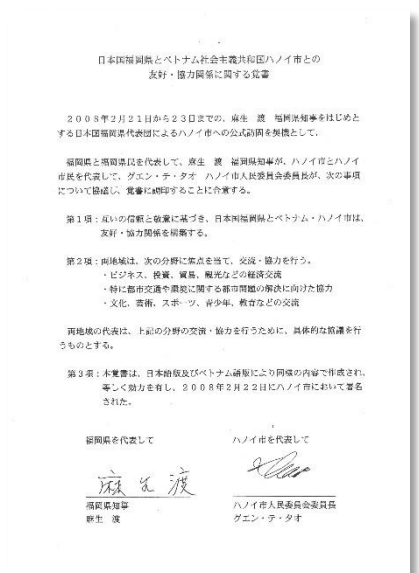 日本国福岡県とベトナム社会主義共和国ハノイ市との
友好・協力関係に関する覚書
2008年2月21日から23日までの、麻生 渡 福岡県知事をはじめと
する日本国福岡県代表団によるハノイ市への公式訪問を契機として、
福岡県と福岡県民を代表して、麻生 渡 福岡県知事が、ハノイ市とハノイ
市民を代表して、グエン・テ・タオ ハノイ市人民委員会委員長が、次の事項
について協議し、覚書に調印することに合意する。
第1項：互いの信頼と敬意に基づき、日本国福岡県とベトナム・ハノイ市は、
友好・協力関係を構築する。
第2項：両地域は、次の分野に焦点を当て、交流・協力を行う。
・ビジネス、投資、貿易、観光などの経済交流
・特に都市交通や環境に関する都市問題の解決に向けた協力
・文化、芸術、スポーツ、青少年、教育などの交流
両地域の代表は、上記の分野の交流・協力を行うために、具体的な協議を行
うものとする。
第3項：本覚書は、日本語版及びベトナム語版により同様の内容で作成され、
等しく効力を有し、2008年2月22日にハノイ市において署名
された。
福岡県を代表して
ハノイ市を代表して
麻生渡
福岡県知事
麻生 渡
ハノイ市人民委員会委員長
グエン・テ・タオ